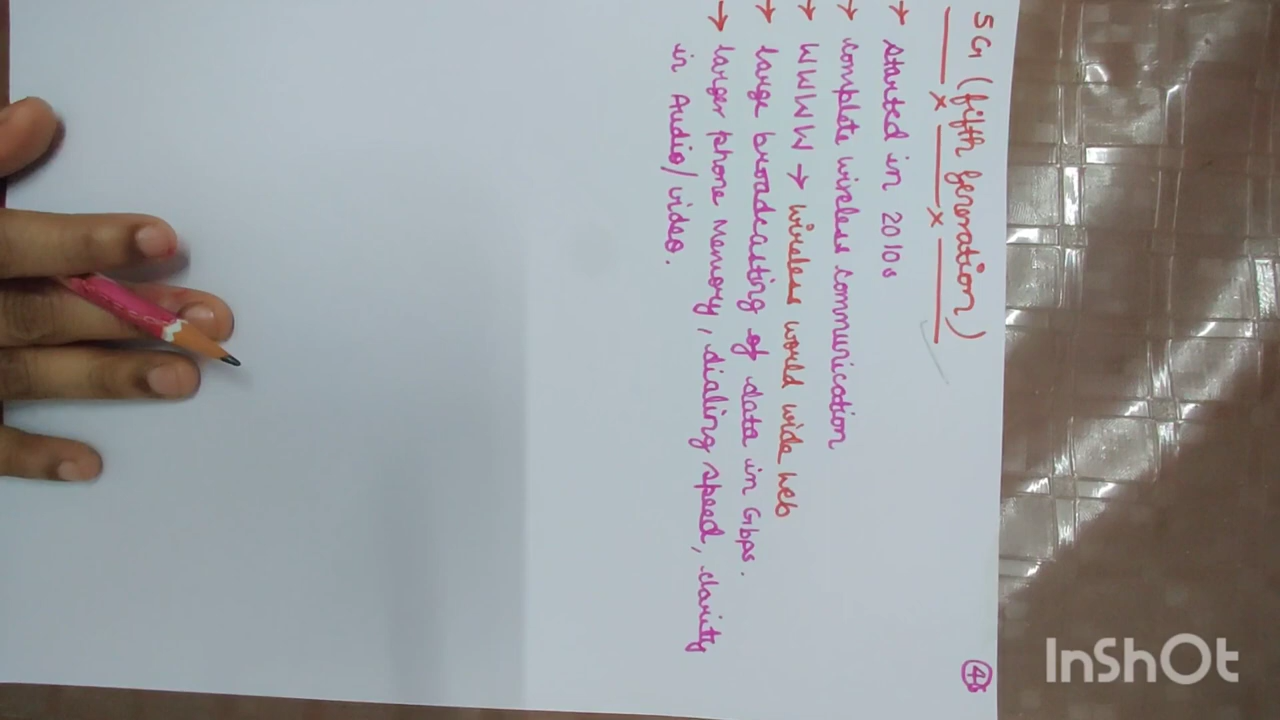 5G (fifth generation)
→ started in 2010s
→ complete wireless communication
→ WWWW → wireless world wide web
→ large broadcasting of data in Gbps.
→ larger phone memory, dialing speed, clarity
in Audio/video.
InShOt